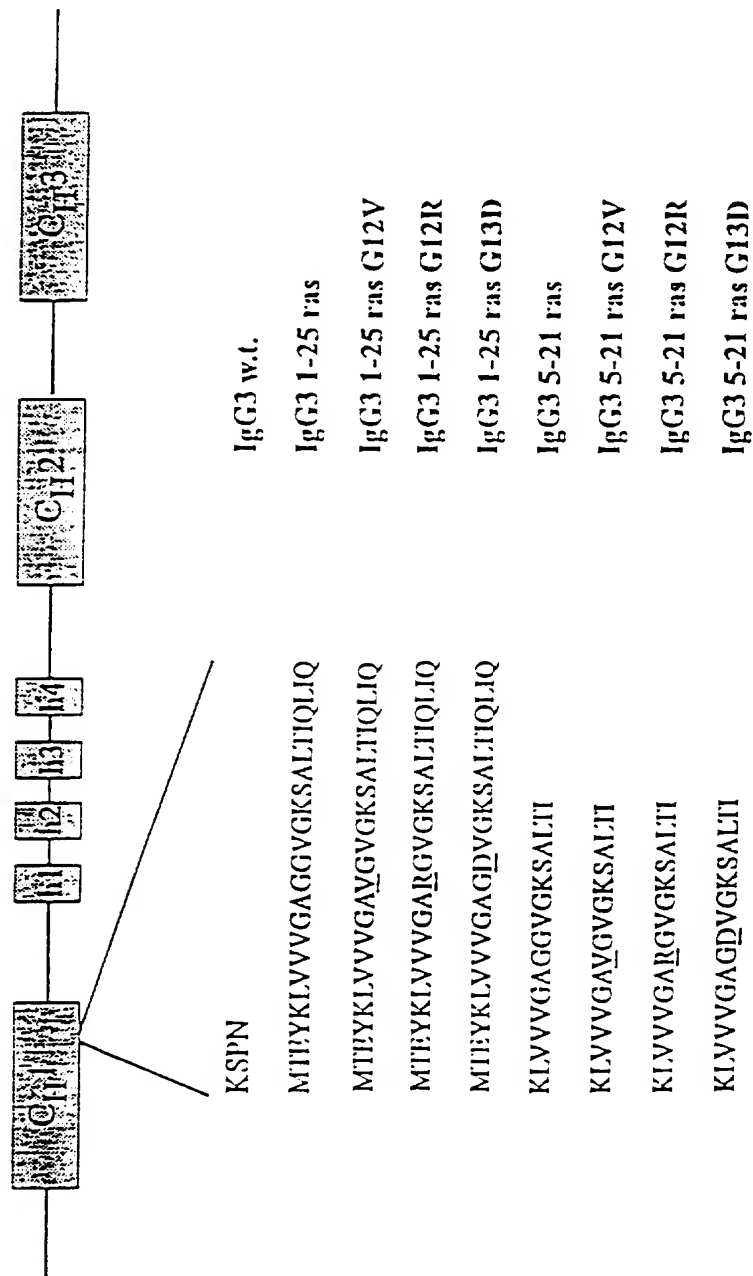 CH1 h1 h2 h3 h4 CH2 CH3
KSPN IgG3 w.t.
MTEYKLVVVGAGGVGKSALTIQLIQ IgG3 1-25 ras
MTEYKLVVVGAVGVGKSALTIQLIQ IgG3 1-25 ras G12V
MTEYKLVVVGARGVGKSALTIQLIQ IgG3 1-25 ras G12R
MTEYKLVVVGAGDVGKSALTIQLIQ IgG3 1-25 ras G13D
KLVVVGAGGVGKSALTI IgG3 5-21 ras
KLVVVGAVGVGKSALTI IgG3 5-21 ras G12V
KLVVVGARGVGKSALTI IgG3 5-21 ras G12R
KLVVVGAGDVGKSALTI IgG3 5-21 ras G13D